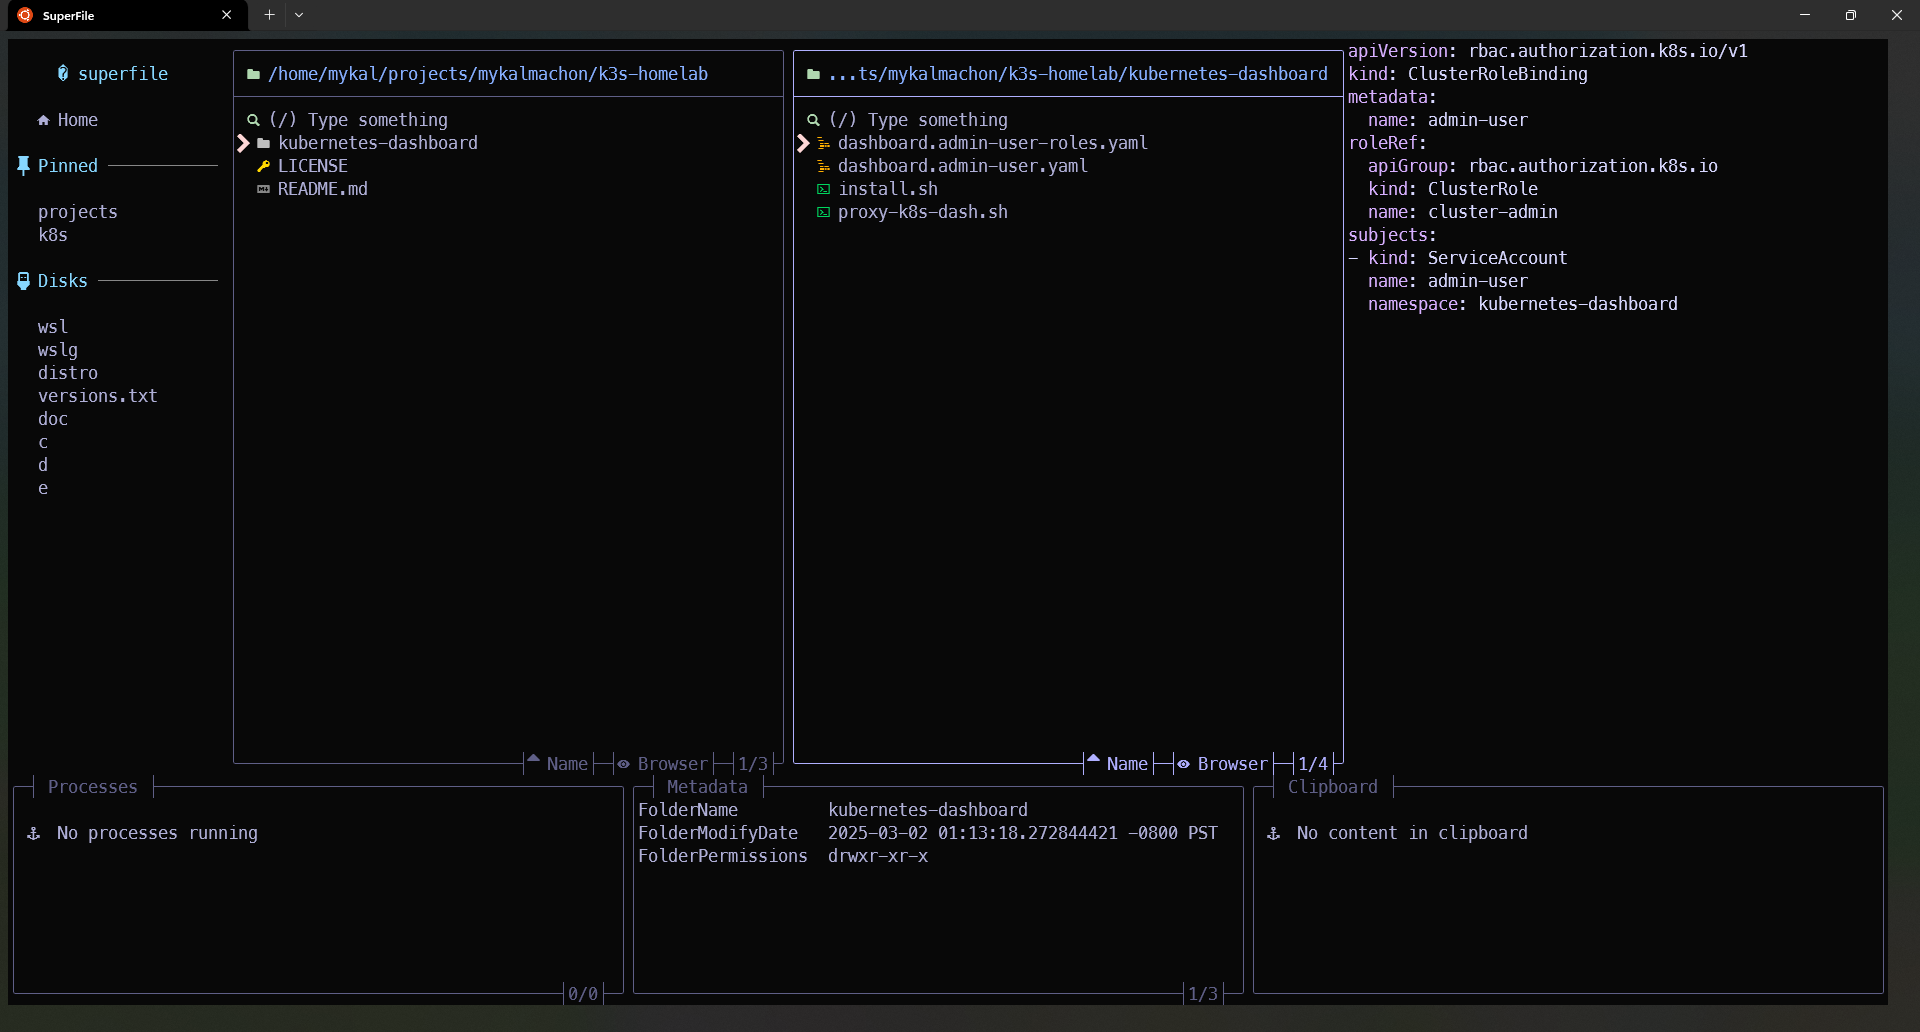 SuperFile
superfile
Home
Pinned
projects
k8s
Disks
wsl
wslg
distro
versions.txt
doc
c
d
e
/home/mykal/projects/mykalmachon/k3s-homelab
(/) Type something
kubernetes-dashboard
LICENSE
README.md
Name
Browser
1/3
...ts/mykalmachon/k3s-homelab/kubernetes-dashboard
(/) Type something
dashboard.admin-user-roles.yaml
dashboard.admin-user.yaml
install.sh
proxy-k8s-dash.sh
Name
Browser
1/4
apiVersion: rbac.authorization.k8s.io/v1
kind: ClusterRoleBinding
metadata:
  name: admin-user
roleRef:
  apiGroup: rbac.authorization.k8s.io
  kind: ClusterRole
  name: cluster-admin
subjects:
- kind: ServiceAccount
  name: admin-user
  namespace: kubernetes-dashboard
Processes
No processes running
0/0
Metadata
FolderName kubernetes-dashboard
FolderModifyDate 2025-03-02 01:13:18.272844421 -0800 PST
FolderPermissions drwxr-xr-x
1/3
Clipboard
No content in clipboard